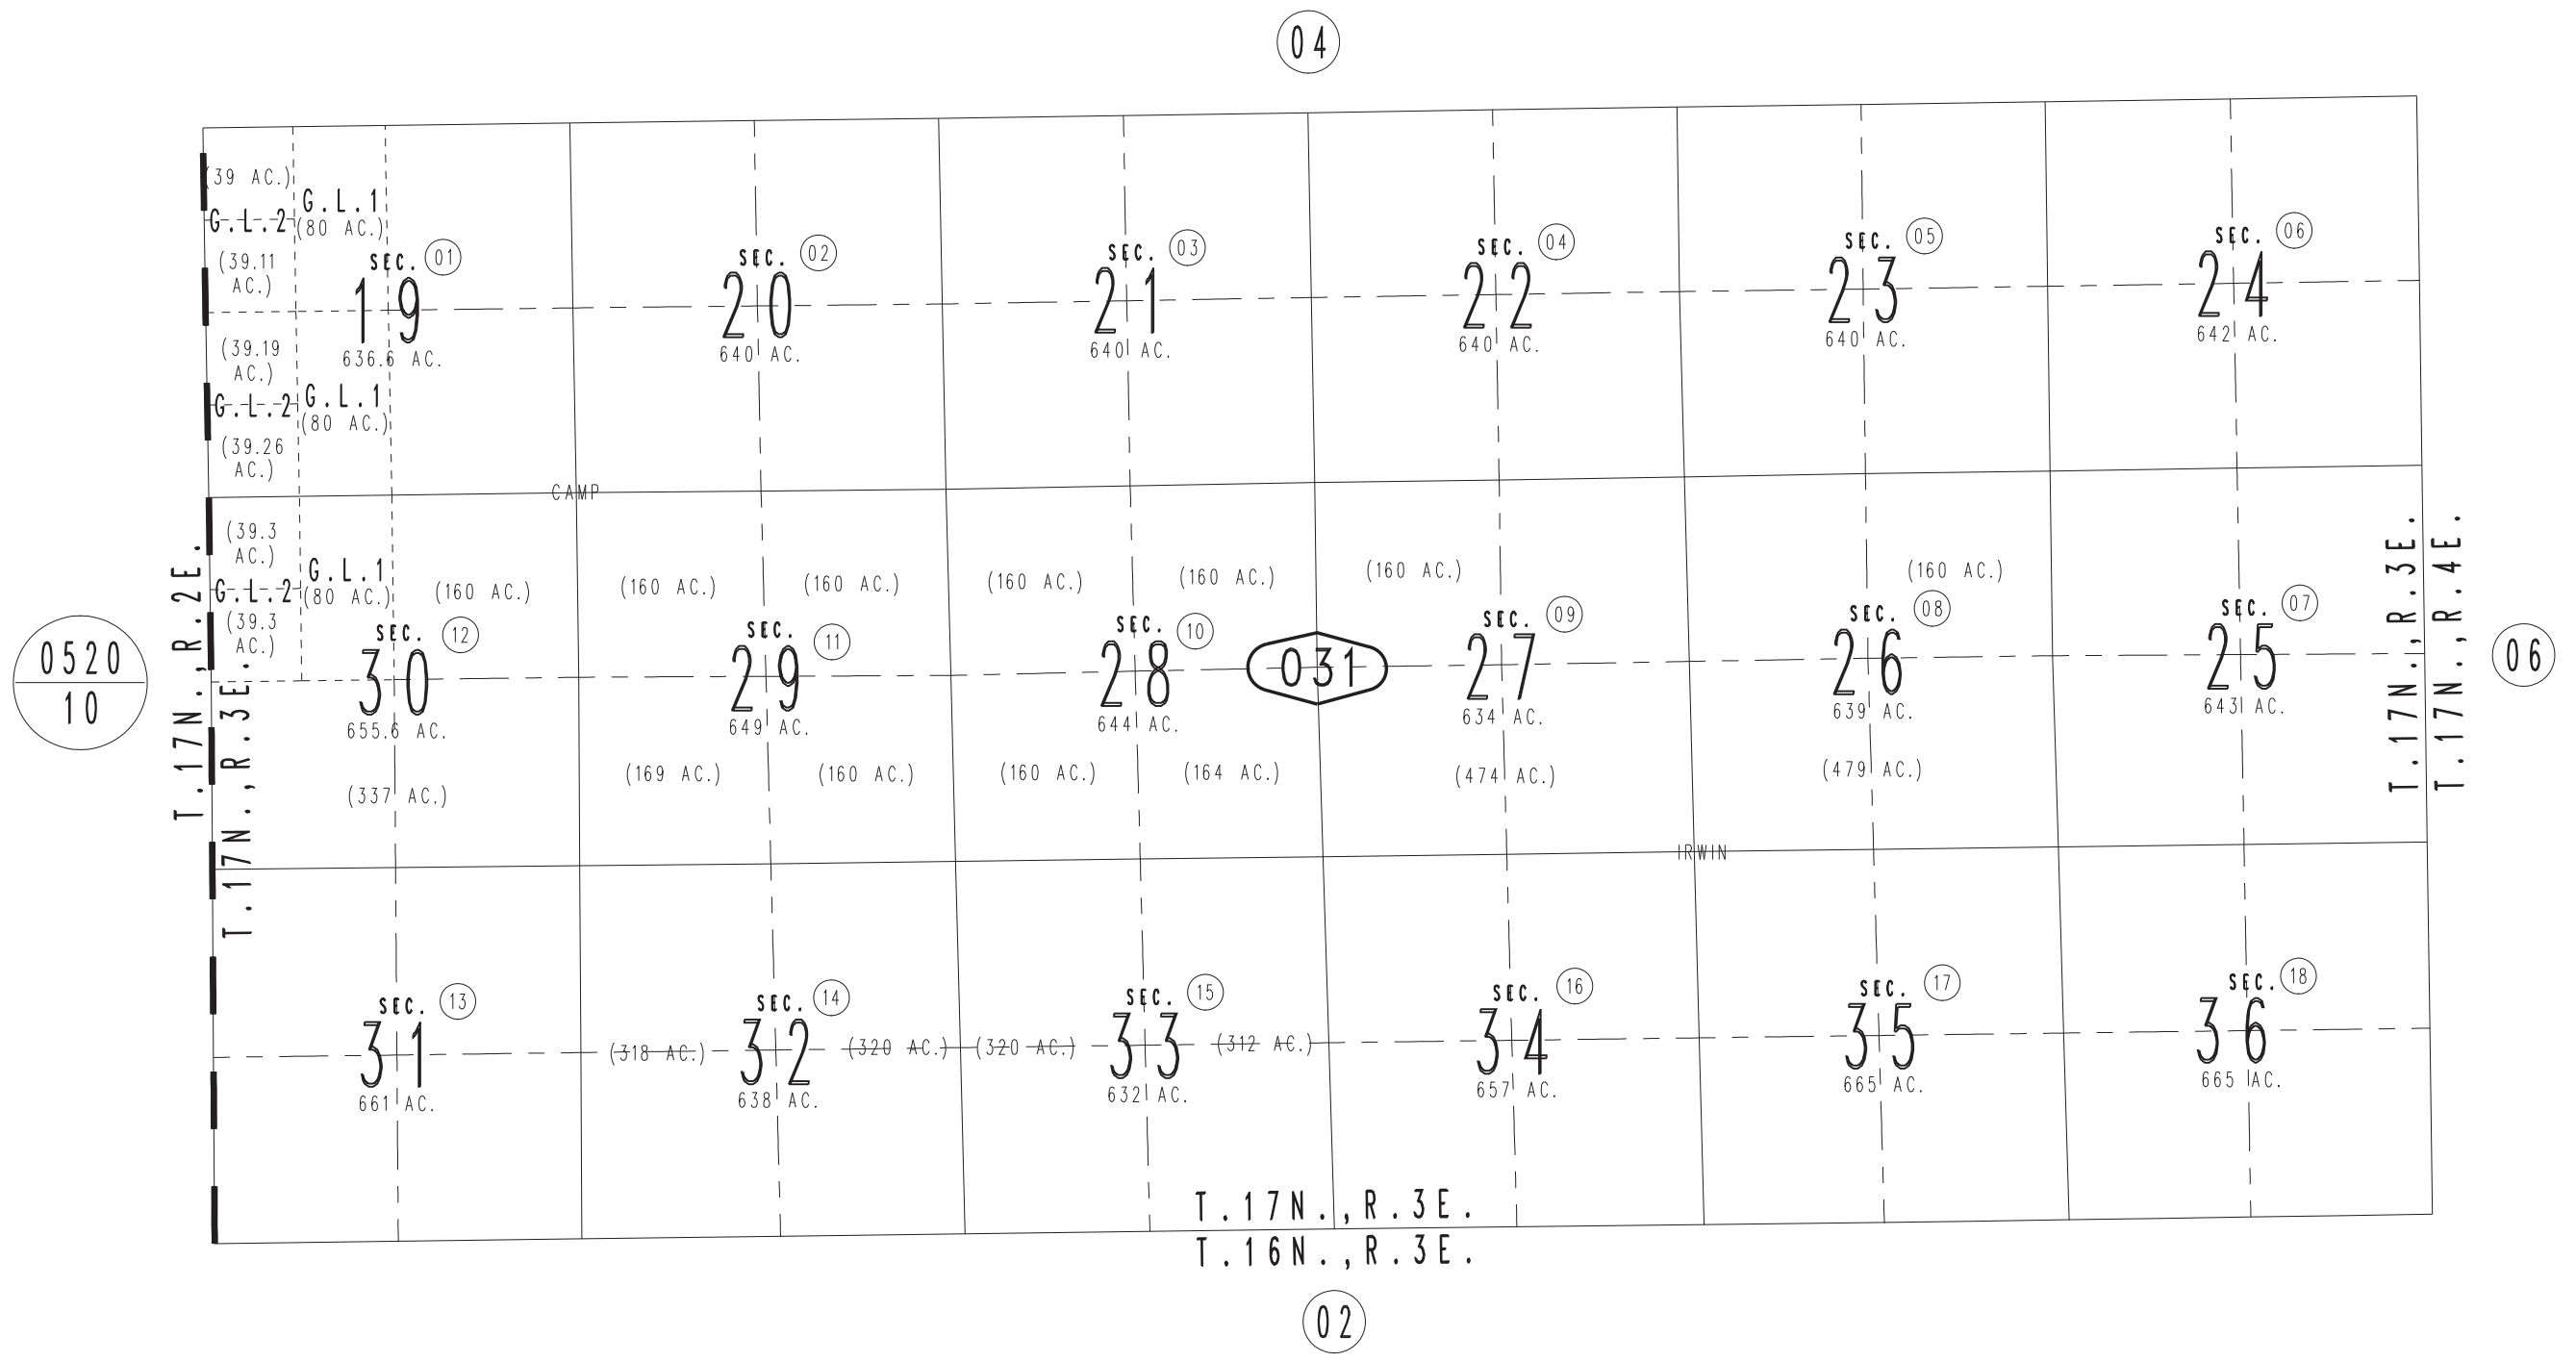 04
(39 AC.)
G.L.2
G.L.1
(80 AC.)
(39.11
AC.)
SEC. 01
19
636.6 AC.
SEC. 02
20
640 AC.
SEC. 03
21
640 AC.
SEC. 04
22
640 AC.
SEC. 05
23
640 AC.
SEC. 06
24
642 AC.
(39.19
AC.)
G.L.2
G.L.1
(80 AC.)
(39.26
AC.)
CAMP
(39.3
AC.)
G.L.2
G.L.1
(80 AC.)
(39.3
AC.)
(160 AC.)
SEC. 12
30
655.6 AC.
(337 AC.)
(160 AC.)
(160 AC.)
SEC. 11
29
649 AC.
(169 AC.)
(160 AC.)
(160 AC.)
(160 AC.)
SEC. 10
28
644 AC.
(160 AC.)
(164 AC.)
031
(160 AC.)
SEC. 09
27
634 AC.
(474 AC.)
(160 AC.)
SEC. 08
26
639 AC.
(479 AC.)
SEC. 07
25
643 AC.
0520
10
T.17N.,R.2E.
T.17N.,R.3E.
T.17N.,R.3E.
T.17N.,R.4E.
06
IRWIN
SEC. 13
31
661 AC.
SEC. 14
32
638 AC.
(318 AC.)
(320 AC.)
SEC. 15
33
632 AC.
(320 AC.)
(312 AC.)
SEC. 16
34
657 AC.
SEC. 17
35
665 AC.
SEC. 18
36
665 AC.
T.17N.,R.3E.
T.16N.,R.3E.
02